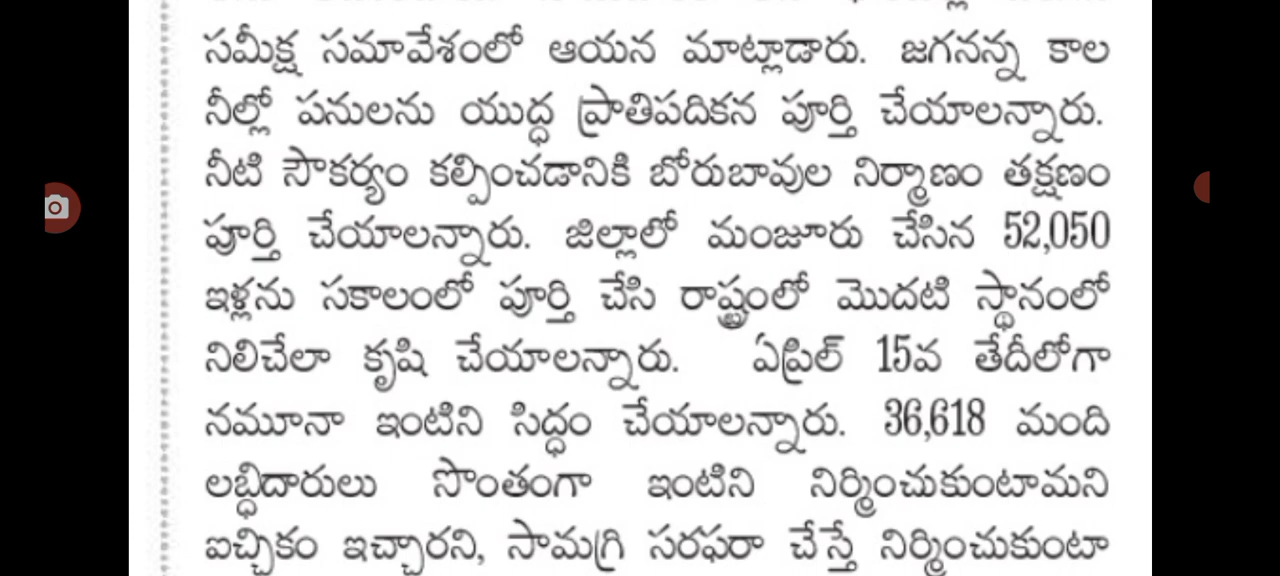 సమీక్ష సమావేశంలో ఆయన మాట్లాడారు. జగనన్న కాల
నీల్లో పనులను యుద్ధ ప్రాతిపదికన పూర్తి చేయాలన్నారు.
నీటి సౌకర్యం కల్పించడానికి బోరుబావుల నిర్మాణం తక్షణం
పూర్తి చేయాలన్నారు. జిల్లాలో మంజూరు చేసిన 52,050
ఇళ్లను సకాలంలో పూర్తి చేసి రాష్ట్రంలో మొదటి స్థానంలో
నిలిచేలా కృషి చేయాలన్నారు. ఏప్రిల్ 15వ తేదీలోగా
నమూనా ఇంటిని సిద్ధం చేయాలన్నారు. 36,618 మంది
లబ్ధిదారులు సొంతంగా ఇంటిని నిర్మించుకుంటామని
ఐచ్చికం ఇచ్చారని, సామగ్రి సరఫరా చేస్తే నిర్మించుకుంటా